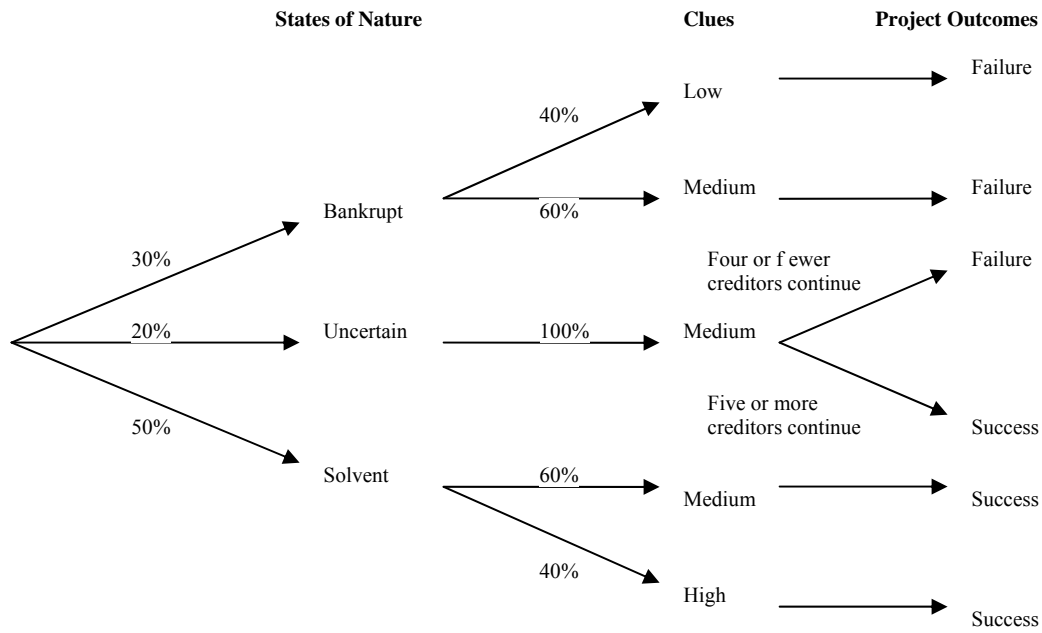 States of Nature
Clues
Project Outcomes
Failure
Low
40%
Medium
Failure
60%
Bankrupt
30%
Four or f ewer
creditors continue
Failure
20%
Uncertain
100%
Medium
Five or more
creditors continue
Success
50%
Solvent
60%
Medium
Success
40%
High
Success